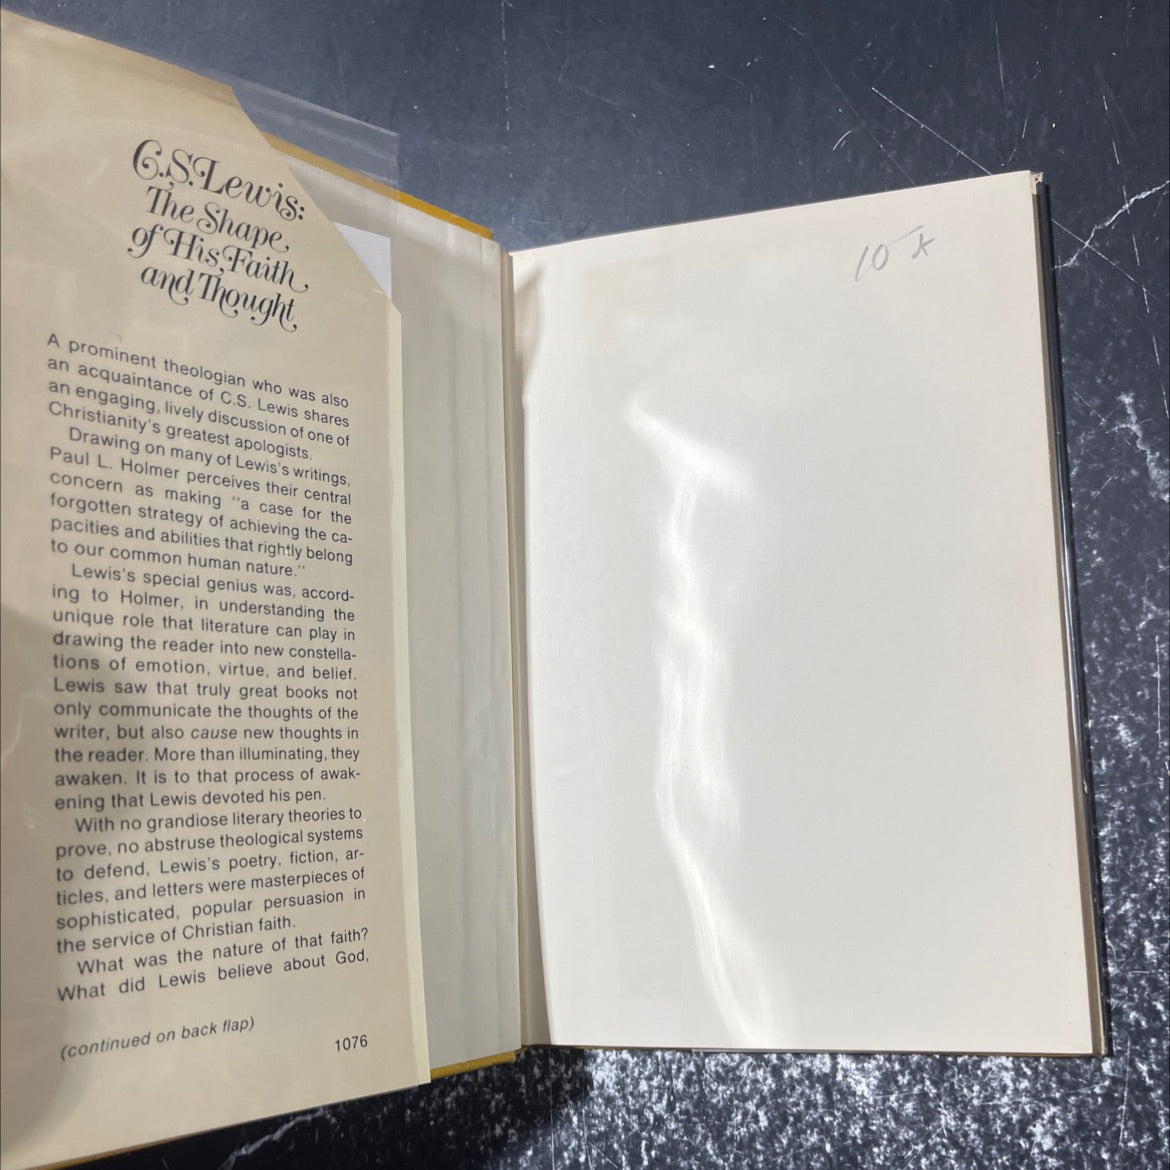 C.S. Lewis:
The Shape
of His Faith
and Thought
A prominent theologian who was also
an acquaintance of C.S. Lewis shares
an engaging, lively discussion of one of
Christianity's greatest apologists.
Drawing on many of Lewis's writings,
Paul L. Holmer perceives their central
concern as making "a case for the
forgotten strategy of achieving the ca-
pacities and abilities that rightly belong
to our common human nature."
Lewis's special genius was, accord-
ing to Holmer, in understanding the
unique role that literature can play in
drawing the reader into new constella-
tions of emotion, virtue, and belief.
Lewis saw that truly great books not
only communicate the thoughts of the
writer, but also cause new thoughts in
the reader. More than illuminating, they
awaken. It is to that process of awak-
ening that Lewis devoted his pen.
With no grandiose literary theories to
prove, no abstruse theological systems
to defend, Lewis's poetry, fiction, ar-
ticles, and letters were masterpieces of
sophisticated, popular persuasion in
the service of Christian faith.
What was the nature of that faith?
What did Lewis believe about God,
(continued on back flap)
1076
10